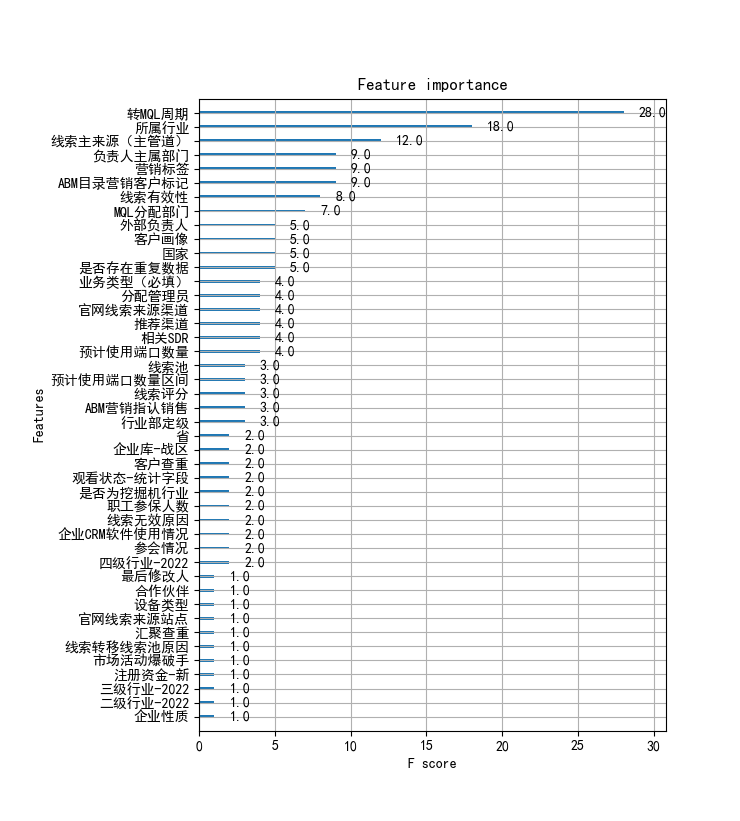 Feature importance
转MQL周期 28.0
所属行业 18.0
线索主来源（主管道） 12.0
负责人主属部门 9.0
营销标签 9.0
ABM目录营销客户标记 9.0
线索有效性 8.0
MQL分配部门 7.0
外部负责人 5.0
客户画像 5.0
国家 5.0
是否存在重复数据 5.0
业务类型（必填） 4.0
分配管理员 4.0
官网线索来源渠道 4.0
推荐渠道 4.0
相关SDR 4.0
预计使用端口数量 4.0
线索池 3.0
预计使用端口数量区间 3.0
线索评分 3.0
ABM营销指认销售 3.0
行业部定级 3.0
省 2.0
企业库-战区 2.0
客户查重 2.0
观看状态-统计字段 2.0
是否为挖掘机行业 2.0
职工参保人数 2.0
线索无效原因 2.0
企业CRM软件使用情况 2.0
参会情况 2.0
四级行业-2022 2.0
最后修改人 1.0
合作伙伴 1.0
设备类型 1.0
官网线索来源站点 1.0
汇聚查重 1.0
线索转移线索池原因 1.0
市场活动爆破手 1.0
注册资金-新 1.0
三级行业-2022 1.0
二级行业-2022 1.0
企业性质 1.0
Features
0 5 10 15 20 25 30
F score